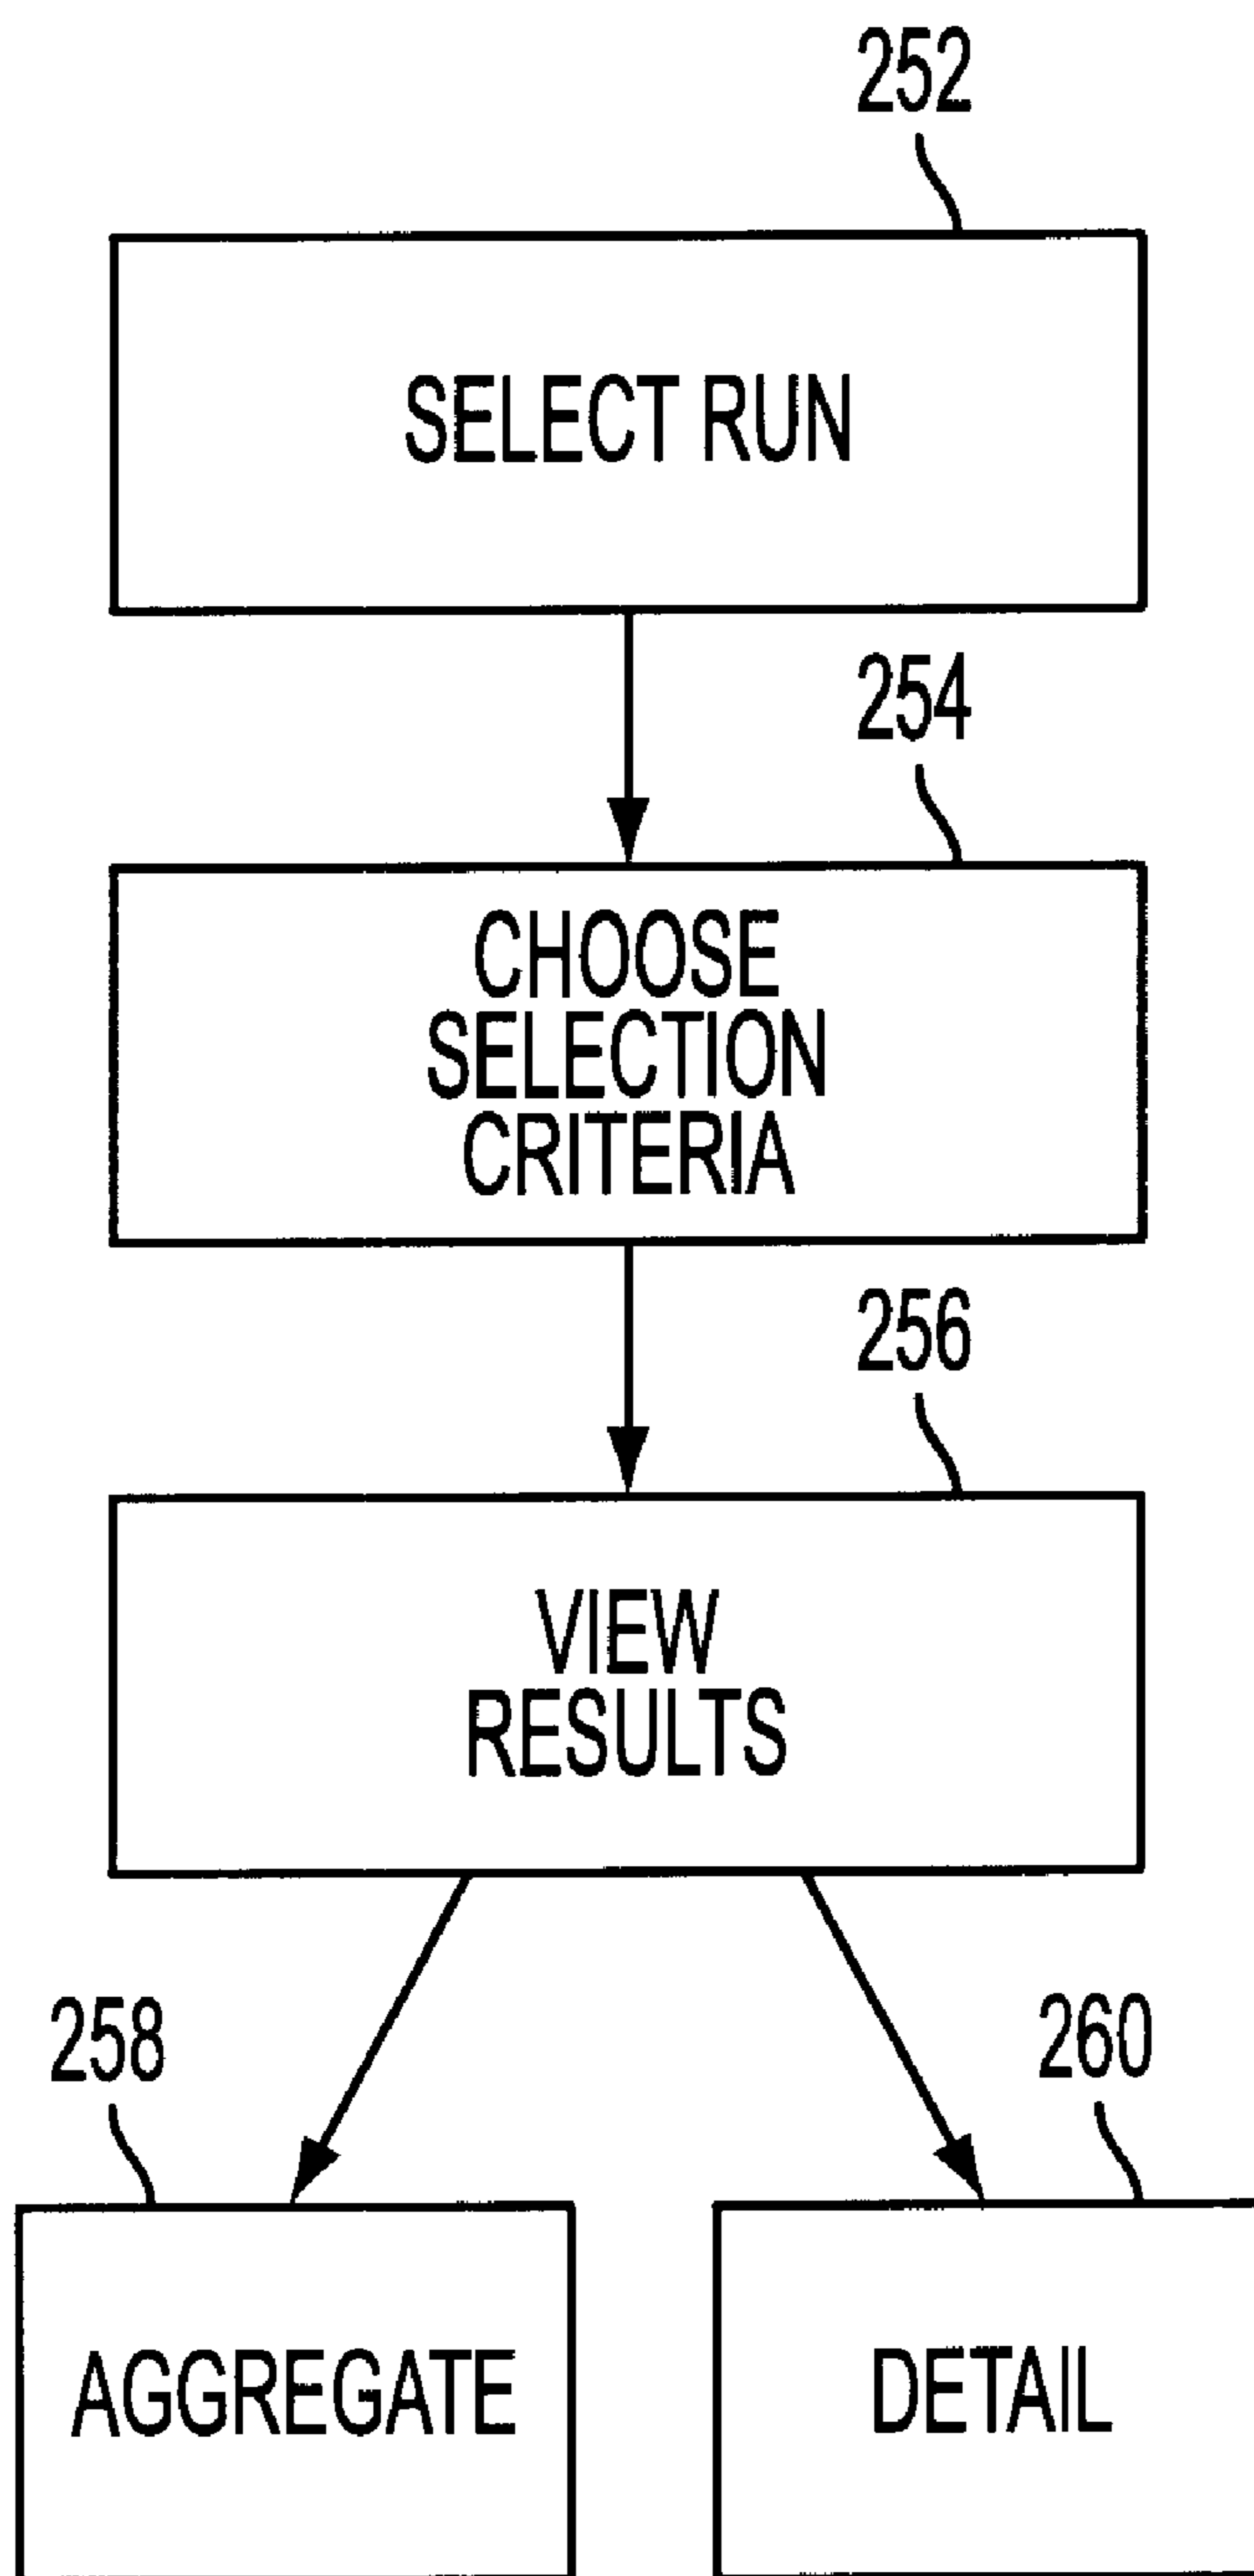 252
SELECT RUN
254
CHOOSE
SELECTION
CRITERIA
256
VIEW
RESULTS
258
260
AGGREGATE
DETAIL